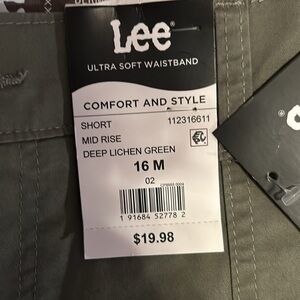 Lee
ULTRA SOFT WAISTBAND
COMFORT AND STYLE
SHORT 112316611
MID RISE
DEEP LICHEN GREEN
16 M
02
1 91684 52778 2
$19.98